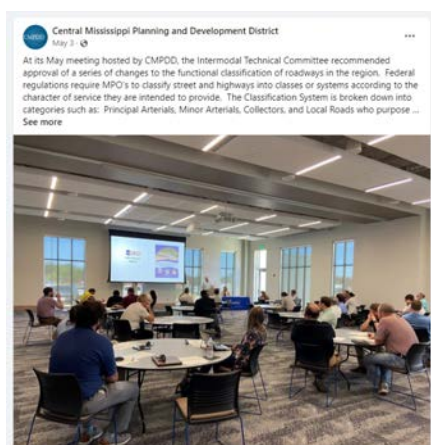 Central Mississippi Planning and Development District
May 3 ·
At its May meeting hosted by CMPDD, the Intermodal Technical Committee recommended
approval of a series of changes to the functional classification of roadways in the region. Federal
regulations require MPO's to classify street and highways into classes or systems according to the
character of service they are intended to provide. The Classification System is broken down into
categories such as: Principal Arterials, Minor Arterials, Collectors, and Local Roads who purpose ...
See more